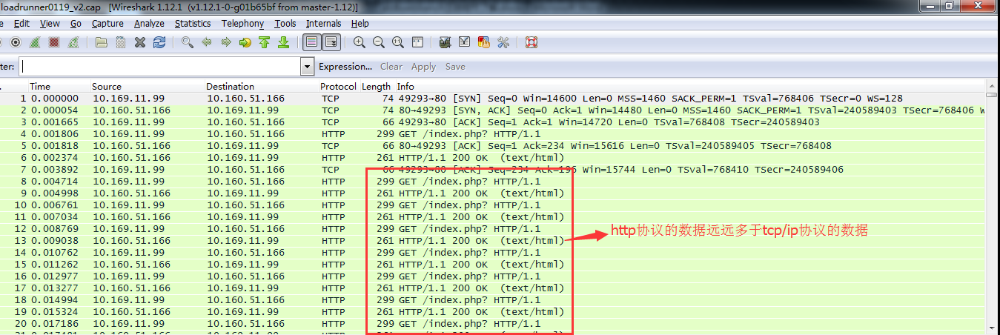 loadrunner0119_v2.cap   [Wireshark 1.12.1  (v1.12.1-0-g01b65bf from master-1.12)]
Edit View Go Capture Analyze Statistics Telephony Tools Internals Help
Expression... Clear Apply Save
Time Source Destination Protocol Length Info
1 0.000000 10.169.11.99 10.160.51.166 TCP 74 49293→80 [SYN] Seq=0 Win=14600 Len=0 MSS=1460 SACK_PERM=1 TSval=768406 TSecr=0 WS=128
2 0.000054 10.160.51.166 10.169.11.99 TCP 74 80→49293 [SYN, ACK] Seq=0 Ack=1 Win=14480 Len=0 MSS=1460 SACK_PERM=1 TSval=240589403 TSecr=768406
3 0.001665 10.169.11.99 10.160.51.166 TCP 66 49293→80 [ACK] Seq=1 Ack=1 Win=14720 Len=0 TSval=768408 TSecr=240589403
4 0.001806 10.169.11.99 10.160.51.166 HTTP 299 GET /index.php? HTTP/1.1
5 0.001818 10.160.51.166 10.169.11.99 TCP 66 80→49293 [ACK] Seq=1 Ack=234 Win=15616 Len=0 TSval=240589405 TSecr=768408
6 0.002374 10.160.51.166 10.169.11.99 HTTP 261 HTTP/1.1 200 OK  (text/html)
7 0.003892 10.169.11.99 10.160.51.166 TCP 66 49293→80 [ACK] Seq=234 Ack=196 Win=15744 Len=0 TSval=768410 TSecr=240589406
8 0.004714 10.169.11.99 10.160.51.166 HTTP 299 GET /index.php? HTTP/1.1
9 0.004998 10.160.51.166 10.169.11.99 HTTP 261 HTTP/1.1 200 OK  (text/html)
10 0.006761 10.169.11.99 10.160.51.166 HTTP 299 GET /index.php? HTTP/1.1
11 0.007034 10.160.51.166 10.169.11.99 HTTP 261 HTTP/1.1 200 OK  (text/html)
12 0.008769 10.169.11.99 10.160.51.166 HTTP 299 GET /index.php? HTTP/1.1
13 0.009038 10.160.51.166 10.169.11.99 HTTP 261 HTTP/1.1 200 OK  (text/html)
http协议的数据远远多于tcp/ip协议的数据
14 0.010762 10.169.11.99 10.160.51.166 HTTP 299 GET /index.php? HTTP/1.1
15 0.011262 10.160.51.166 10.169.11.99 HTTP 261 HTTP/1.1 200 OK  (text/html)
16 0.012977 10.169.11.99 10.160.51.166 HTTP 299 GET /index.php? HTTP/1.1
17 0.013277 10.160.51.166 10.169.11.99 HTTP 261 HTTP/1.1 200 OK  (text/html)
18 0.014994 10.169.11.99 10.160.51.166 HTTP 299 GET /index.php? HTTP/1.1
19 0.015324 10.160.51.166 10.169.11.99 HTTP 261 HTTP/1.1 200 OK  (text/html)
20 0.017186 10.169.11.99 10.160.51.166 HTTP 299 GET /index.php? HTTP/1.1